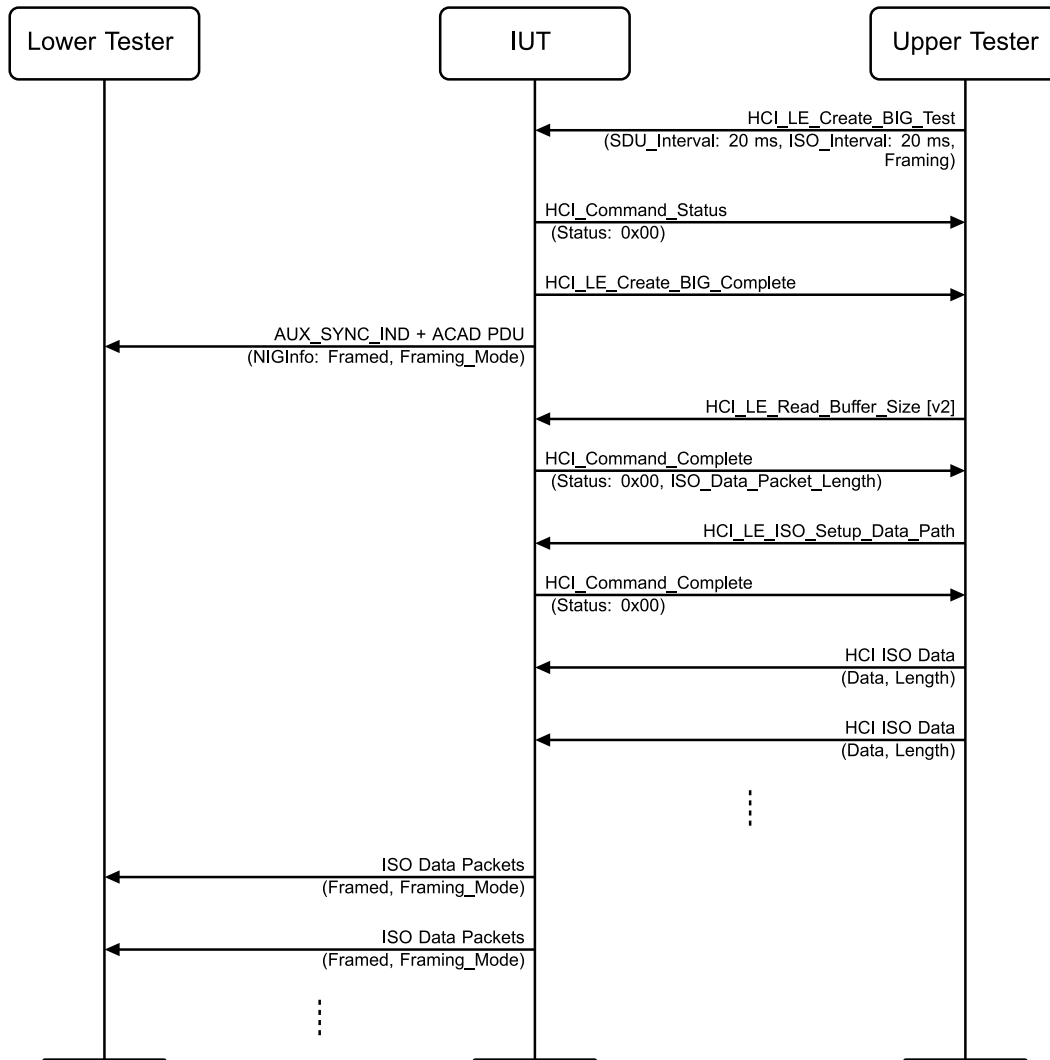 Lower Tester
IUT
Upper Tester
HCI_LE_Create_BIG_Test
(SDU_Interval: 20 ms, ISO_Interval: 20 ms,
Framing)
HCI_Command_Status
(Status: 0x00)
HCI_LE_Create_BIG_Complete
AUX_SYNC_IND + ACAD PDU
(NIGInfo: Framed, Framing_Mode)
HCI_LE_Read_Buffer_Size [v2]
HCI_Command_Complete
(Status: 0x00, ISO_Data_Packet_Length)
HCI_LE_ISO_Setup_Data_Path
HCI_Command_Complete
(Status: 0x00)
HCI ISO Data
(Data, Length)
HCI ISO Data
(Data, Length)
ISO Data Packets
(Framed, Framing_Mode)
ISO Data Packets
(Framed, Framing_Mode)